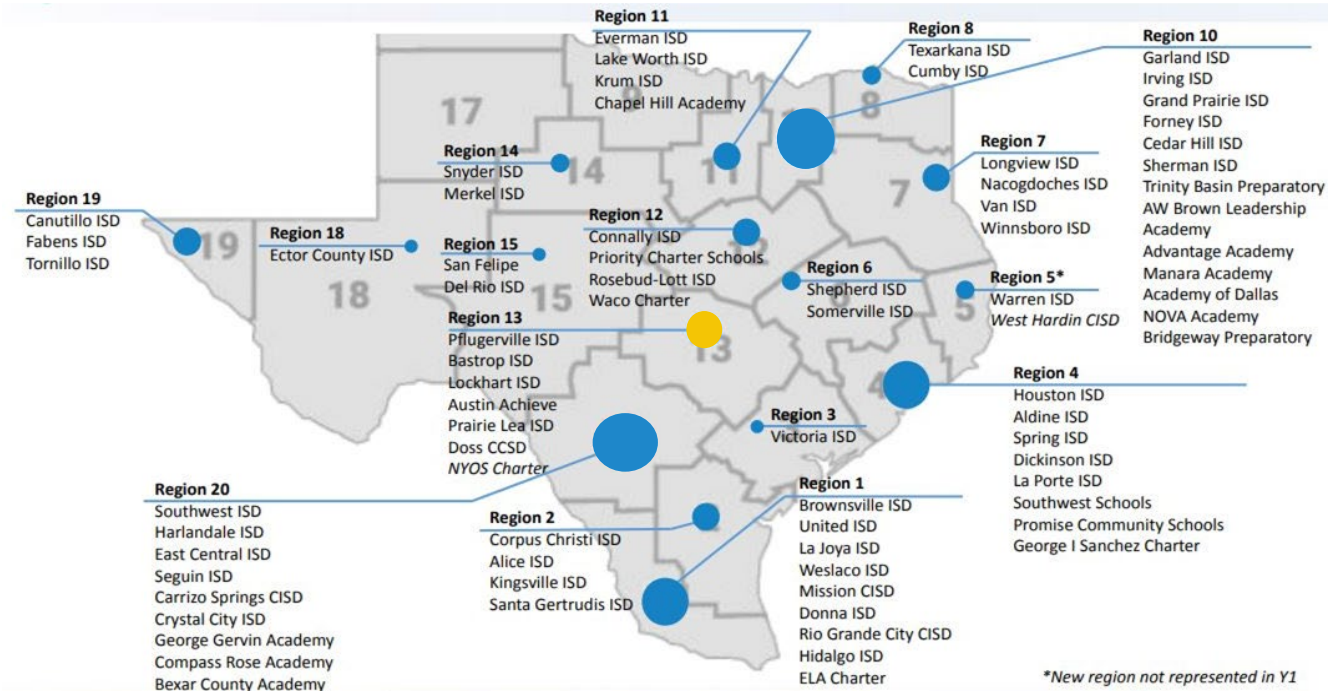 Region 11
Everman ISD
Lake Worth ISD
Krum ISD
Chapel Hill Academy
Region 8
Texarkana ISD
Cumby ISD
Region 10
Garland ISD
Irving ISD
Grand Prairie ISD
Forney ISD
Cedar Hill ISD
Sherman ISD
Trinity Basin Preparatory
AW Brown Leadership
Academy
Advantage Academy
Manara Academy
Academy of Dallas
NOVA Academy
Bridgeway Preparatory
Region 14
Snyder ISD
Merkel ISD
Region 7
Longview ISD
Nacogdoches ISD
Van ISD
Winnsboro ISD
Region 19
Canutillo ISD
Fabens ISD
Tornillo ISD
Region 18
Ector County ISD
Region 15
San Felipe
Del Rio ISD
Region 12
Connally ISD
Priority Charter Schools
Rosebud-Lott ISD
Waco Charter
Region 6
Shepherd ISD
Somerville ISD
Region 5*
Warren ISD
West Hardin CISD
Region 13
Pflugerville ISD
Bastrop ISD
Lockhart ISD
Austin Achieve
Prairie Lea ISD
Doss CCSD
NYOS Charter
Region 3
Victoria ISD
Region 4
Houston ISD
Aldine ISD
Spring ISD
Dickinson ISD
La Porte ISD
Southwest Schools
Promise Community Schools
George I Sanchez Charter
Region 20
Southwest ISD
Harlandale ISD
East Central ISD
Seguin ISD
Carrizo Springs CISD
Crystal City ISD
George Gervin Academy
Compass Rose Academy
Bexar County Academy
Region 2
Corpus Christi ISD
Alice ISD
Kingsville ISD
Santa Gertrudis ISD
Region 1
Brownsville ISD
United ISD
La Joya ISD
Weslaco ISD
Mission CISD
Donna ISD
Rio Grande City CISD
Hidalgo ISD
ELA Charter
*New region not represented in Y1
17
9
8
14
11
7
19
18
15
12
6
5
13
4